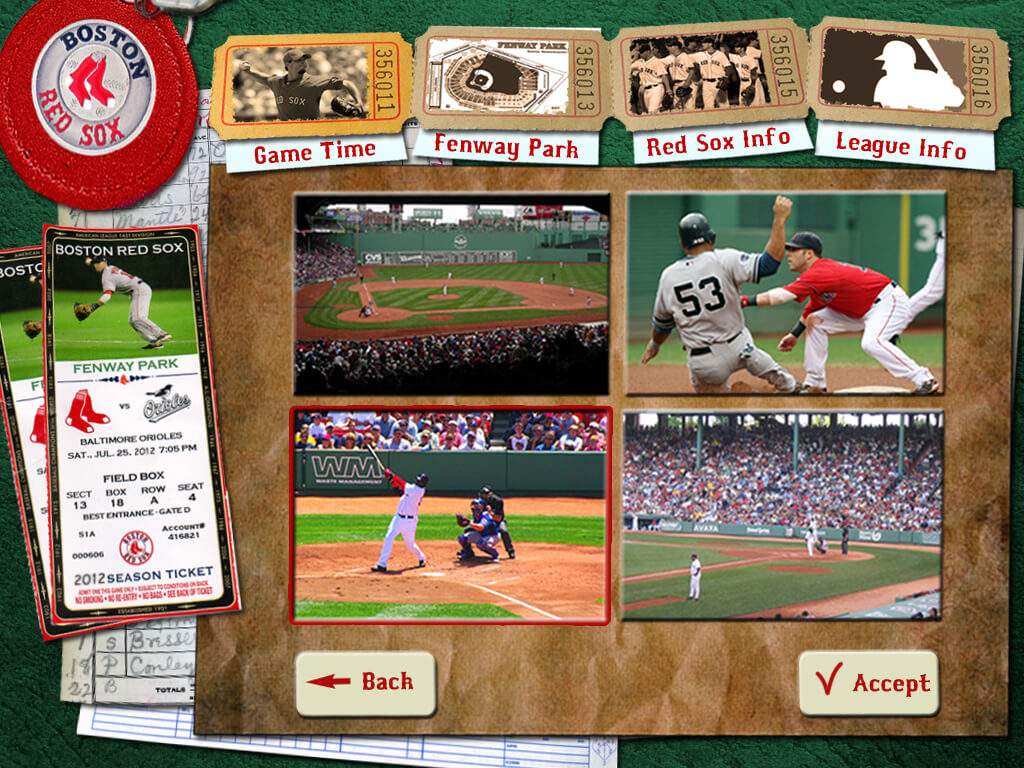 BOSTON
RED SOX
356011
356013
356015
356016
FENWAY PARK
RED SOX
Game Time
Fenway Park
Red Sox Info
League Info
Mantle
BOSTON RED SOX
FENWAY PARK
VS
Orioles
BALTIMORE ORIOLES
SAT., JUL. 25, 2012 7:05 PM
FIELD BOX
SECT BOX ROW SEAT
13 18 A 4
BEST ENTRANCE - GATE D
51A
ACCOUNT#
416821
000606
2012 SEASON TICKET
ADMIT ONE THIS GAME ONLY • SUBJECT TO CONDITIONS ON BACK
NO SMOKING • NO RE-ENTRY • NO BAGS • SEE BACK OF TICKET
ESTABLISHED 1901
53
WM
WASTE MANAGEMENT
AVAYA
TOTALS
Back
Accept